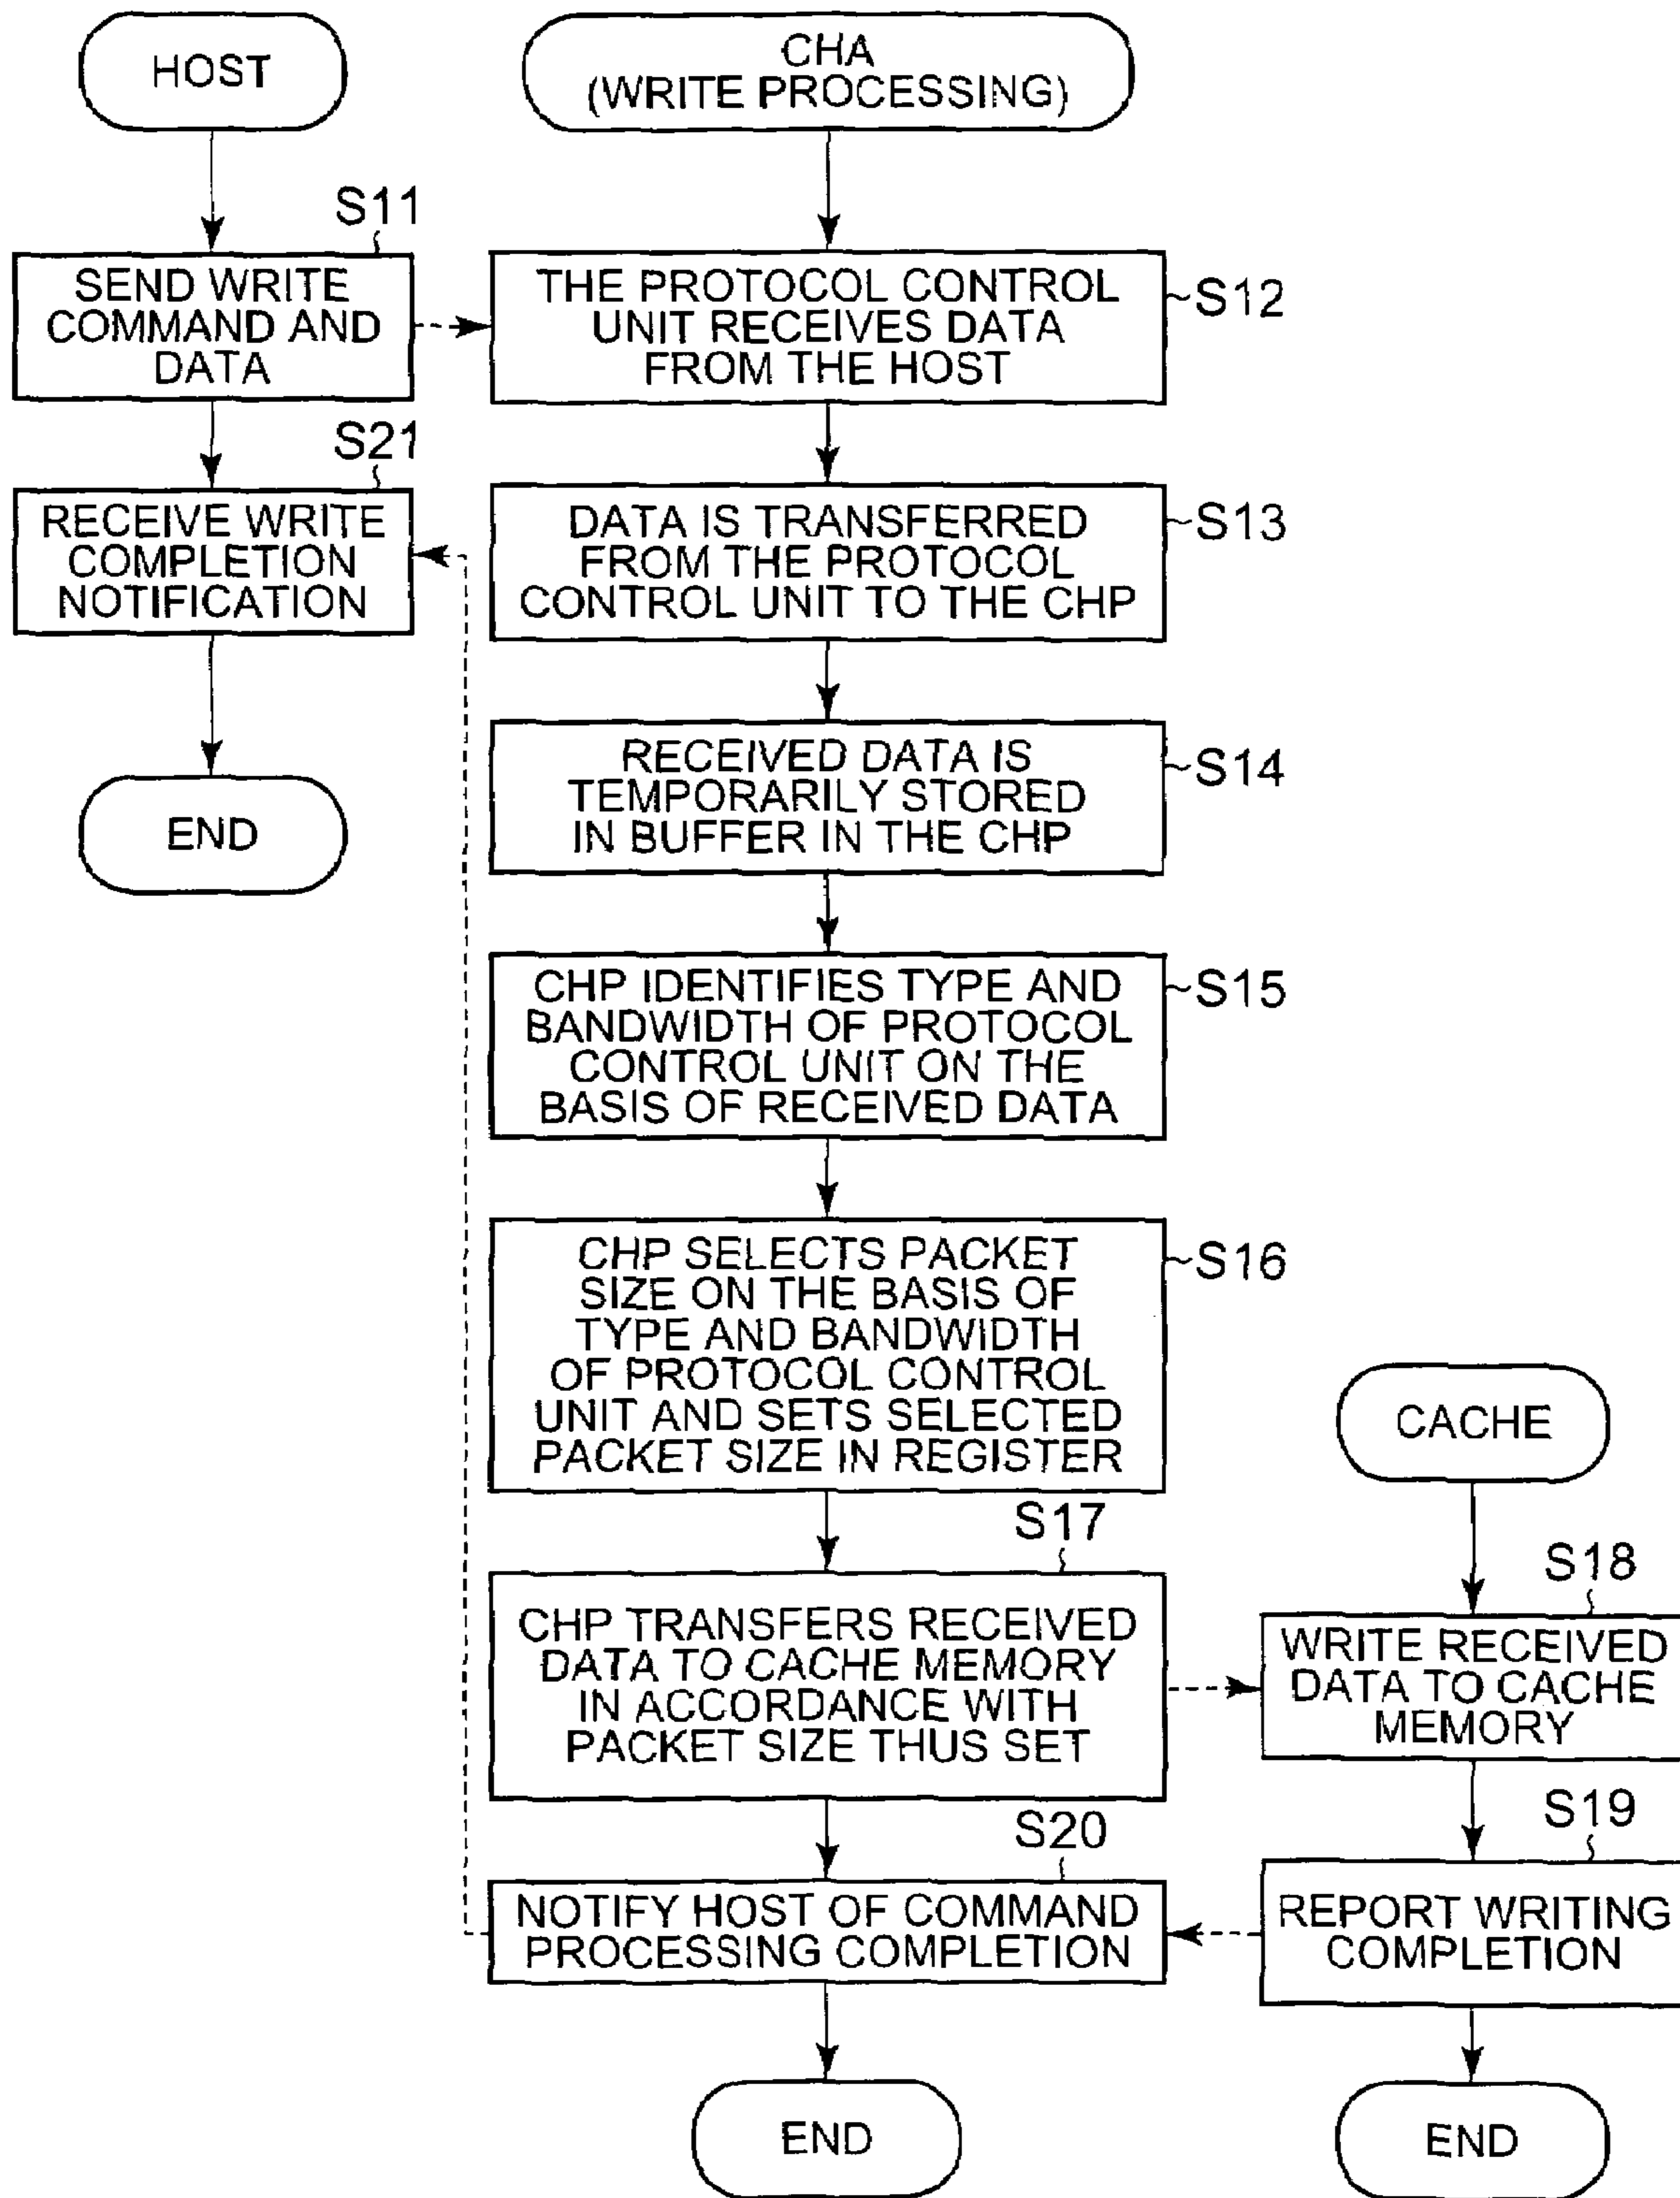 HOST
S11
SEND WRITE
COMMAND AND
DATA
S21
RECEIVE WRITE
COMPLETION
NOTIFICATION
END
CHA
(WRITE PROCESSING)
THE PROTOCOL CONTROL
UNIT RECEIVES DATA
FROM THE HOST
S12
DATA IS TRANSFERRED
FROM THE PROTOCOL
CONTROL UNIT TO THE CHP
S13
RECEIVED DATA IS
TEMPORARILY STORED
IN BUFFER IN THE CHP
S14
CHP IDENTIFIES TYPE AND
BANDWIDTH OF PROTOCOL
CONTROL UNIT ON THE
BASIS OF RECEIVED DATA
S15
CHP SELECTS PACKET
SIZE ON THE BASIS OF
TYPE AND BANDWIDTH
OF PROTOCOL CONTROL
UNIT AND SETS SELECTED
PACKET SIZE IN REGISTER
S16
S17
CHP TRANSFERS RECEIVED
DATA TO CACHE MEMORY
IN ACCORDANCE WITH
PACKET SIZE THUS SET
S20
NOTIFY HOST OF COMMAND
PROCESSING COMPLETION
END
CACHE
S18
WRITE RECEIVED
DATA TO CACHE
MEMORY
S19
REPORT WRITING
COMPLETION
END